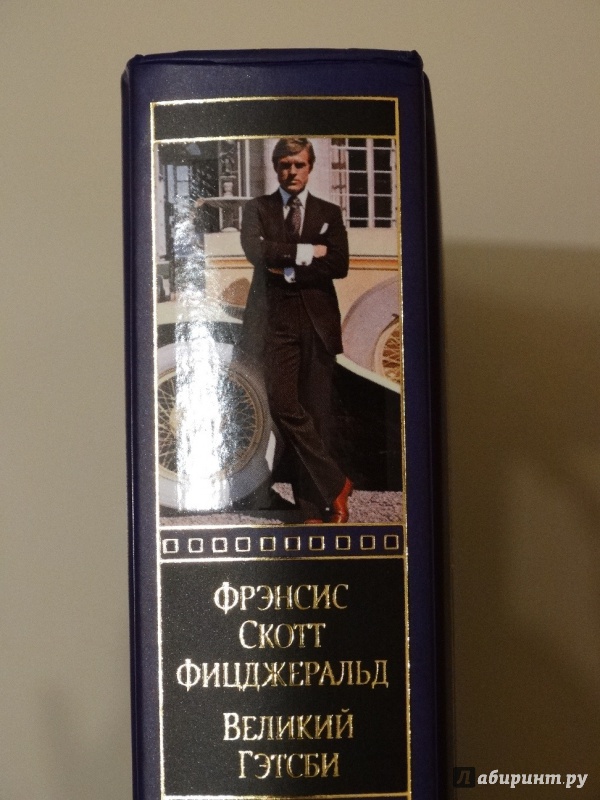 Фрэнсис
Скотт
Фицджеральд
Великий
Гэтсби
Лабиринт.ру